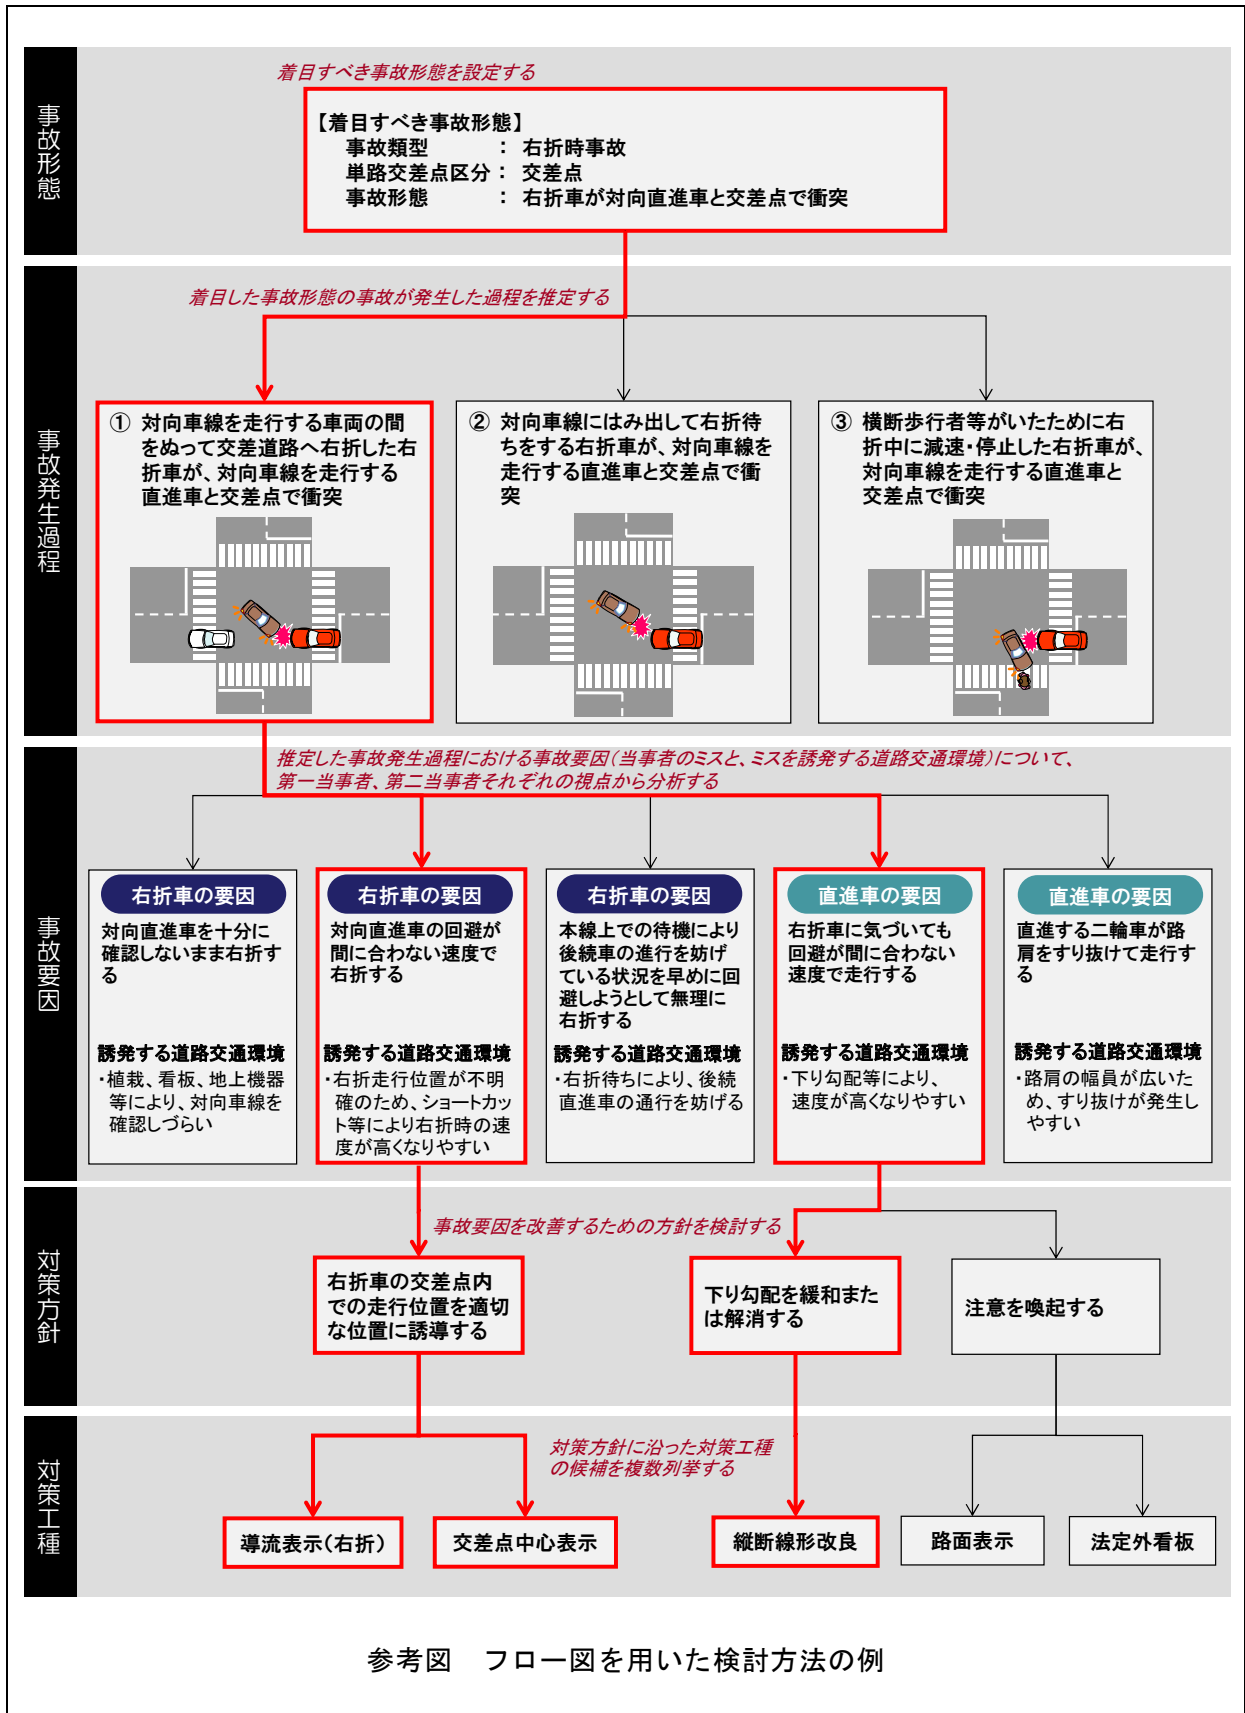 事故形態
着目すべき事故形態を設定する
【着目すべき事故形態】
事故類型 ： 右折時事故
単路交差点区分： 交差点
事故形態 ： 右折車が対向直進車と交差点で衝突
事故発生過程
着目した事故形態の事故が発生した過程を推定する
① 対向車線を走行する車両の間
をぬって交差道路へ右折した右
折車が、対向車線を走行する
直進車と交差点で衝突
② 対向車線にはみ出して右折待
ちをする右折車が、対向車線を
走行する直進車と交差点で衝
突
③ 横断歩行者等がいたために右
折中に減速・停止した右折車が、
対向車線を走行する直進車と
交差点で衝突
事故要因
推定した事故発生過程における事故要因（当事者のミスと、ミスを誘発する道路交通環境）について、
第一当事者、第二当事者それぞれの視点から分析する
右折車の要因
対向直進車を十分に
確認しないまま右折す
る
誘発する道路交通環境
・植栽、看板、地上機器
等により、対向車線を
確認しづらい
右折車の要因
対向直進車の回避が
間に合わない速度で
右折する
誘発する道路交通環境
・右折走行位置が不明
確のため、ショートカッ
ト等により右折時の速
度が高くなりやすい
右折車の要因
本線上での待機により
後続車の進行を妨げ
ている状況を早めに回
避しようとして無理に
右折する
誘発する道路交通環境
・右折待ちにより、後続
直進車の通行を妨げる
直進車の要因
右折車に気づいても
回避が間に合わない
速度で走行する
誘発する道路交通環境
・下り勾配等により、
速度が高くなりやすい
直進車の要因
直進する二輪車が路
肩をすり抜けて走行す
る
誘発する道路交通環境
・路肩の幅員が広いた
め、すり抜けが発生し
やすい
対策方針
事故要因を改善するための方針を検討する
右折車の交差点内
での走行位置を適切
な位置に誘導する
下り勾配を緩和また
は解消する
注意を喚起する
対策工種
対策方針に沿った対策工種
の候補を複数列挙する
導流表示（右折）
交差点中心表示
縦断線形改良
路面表示
法定外看板
参考図　フロー図を用いた検討方法の例